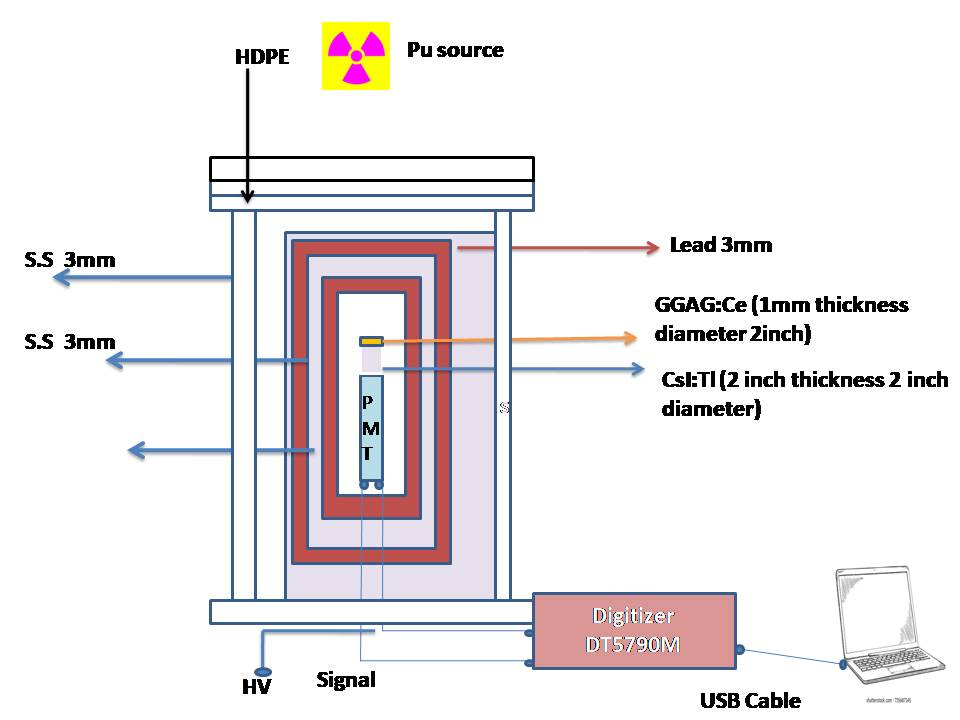 HDPE
Pu source
S.S 3mm
Lead 3mm
GGAG:Ce (1mm thickness
diameter 2inch)
S.S 3mm
CsI:Tl (2 inch thickness 2 inch
diameter)
P
M
T
S
Digitizer
DT5790M
HV
Signal
USB Cable